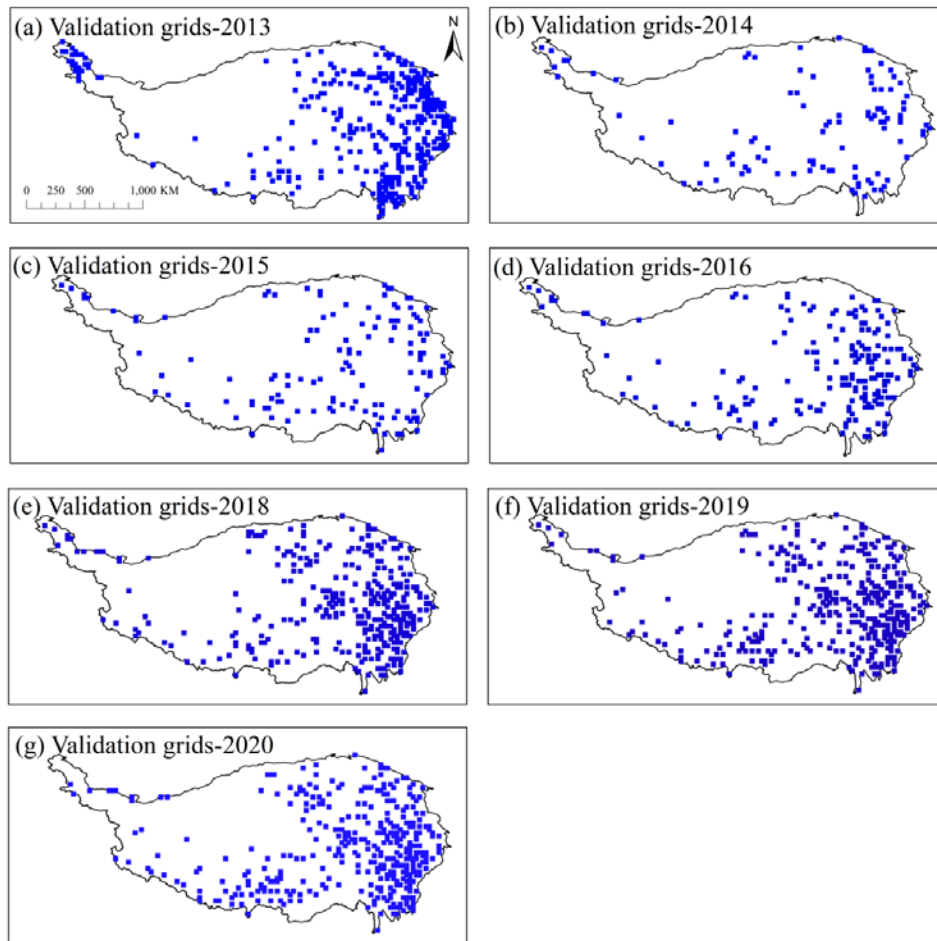 (a) Validation grids-2013
N
0 250 500 1,000 KM
(b) Validation grids-2014
(c) Validation grids-2015
(d) Validation grids-2016
(e) Validation grids-2018
(f) Validation grids-2019
(g) Validation grids-2020